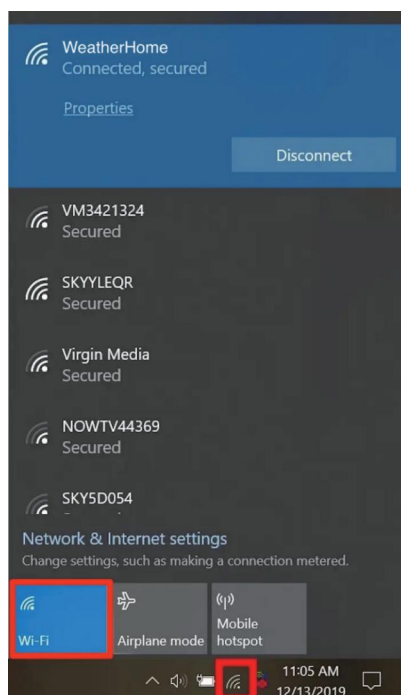 WeatherHome
Connected, secured
Properties
Disconnect
VM3421324
Secured
SKYYLEQR
Secured
Virgin Media
Secured
NOWTV44369
Secured
SKY5D054
Network & Internet settings
Change settings, such as making a connection metered.
Wi-Fi
Airplane mode
Mobile
hotspot
11:05 AM
12/13/2019